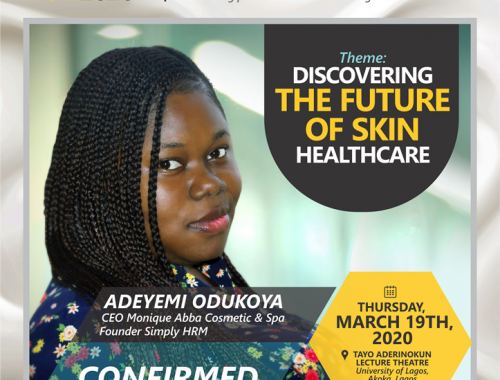 Theme:
DISCOVERING
THE FUTURE
OF SKIN
HEALTHCARE
ADEYEMI ODUKOYA
CEO Monique Abba Cosmetic & Spa
Founder Simply HRM
THURSDAY,
MARCH 19TH,
2020
TAYO ADERINOKUN
LECTURE THEATRE
University of Lagos,
Akoka, Lagos
CONFIRMED